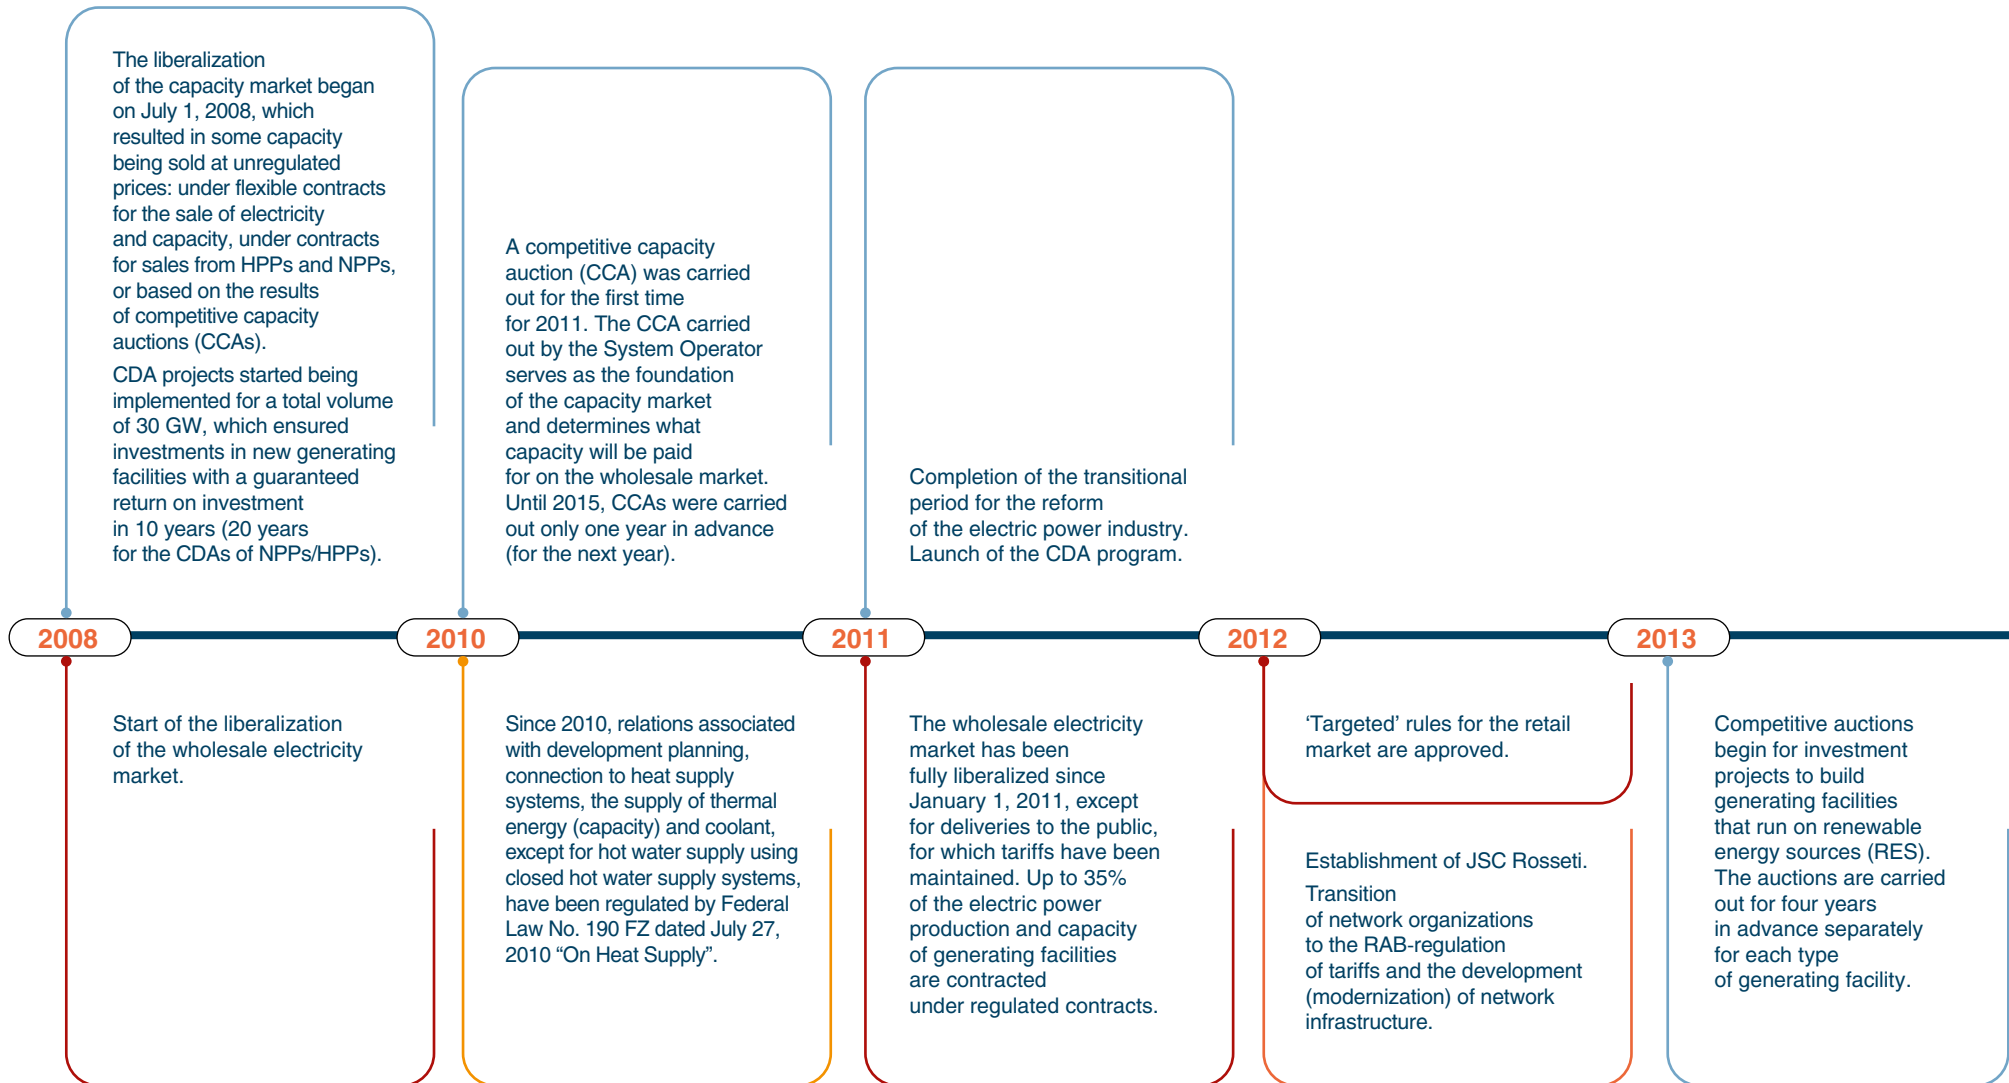 The liberalization
of the capacity market began
on July 1, 2008, which
resulted in some capacity
being sold at unregulated
prices: under flexible contracts
for the sale of electricity
and capacity, under contracts
for sales from HPPs and NPPs,
or based on the results
of competitive capacity
auctions (CCAs).
CDA projects started being
implemented for a total volume
of 30 GW, which ensured
investments in new generating
facilities with a guaranteed
return on investment
in 10 years (20 years
for the CDAs of NPPs/HPPs).
A competitive capacity
auction (CCA) was carried
out for the first time
for 2011. The CCA carried
out by the System Operator
serves as the foundation
of the capacity market
and determines what
capacity will be paid
for on the wholesale market.
Until 2015, CCAs were carried
out only one year in advance
(for the next year).
Completion of the transitional
period for the reform
of the electric power industry.
Launch of the CDA program.
2008
2010
2011
2012
2013
Start of the liberalization
of the wholesale electricity
market.
Since 2010, relations associated
with development planning,
connection to heat supply
systems, the supply of thermal
energy (capacity) and coolant,
except for hot water supply using
closed hot water supply systems,
have been regulated by Federal
Law No. 190 FZ dated July 27,
2010 “On Heat Supply”.
The wholesale electricity
market has been
fully liberalized since
January 1, 2011, except
for deliveries to the public,
for which tariffs have been
maintained. Up to 35%
of the electric power
production and capacity
of generating facilities
are contracted
under regulated contracts.
‘Targeted’ rules for the retail
market are approved.
Establishment of JSC Rosseti.
Transition
of network organizations
to the RAB-regulation
of tariffs and the development
(modernization) of network
infrastructure.
Competitive auctions
begin for investment
projects to build
generating facilities
that run on renewable
energy sources (RES).
The auctions are carried
out for four years
in advance separately
for each type
of generating facility.